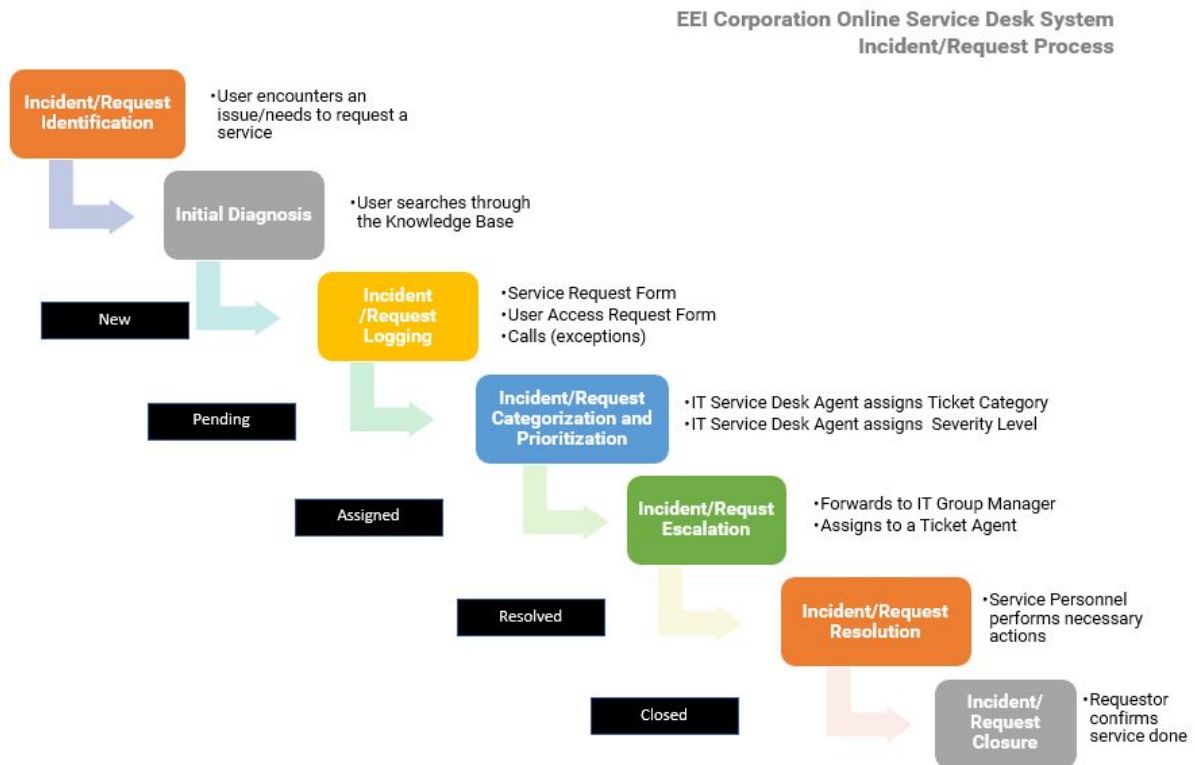 EEI Corporation Online Service Desk System
Incident/Request Process
Incident/Request
Identification
•User encounters an
issue/needs to request a
service
Initial Diagnosis
•User searches through
the Knowledge Base
New
Incident
/Request
Logging
•Service Request Form
•User Access Request Form
•Calls (exceptions)
Pending
Incident/Request
Categorization and
Prioritization
•IT Service Desk Agent assigns Ticket Category
•IT Service Desk Agent assigns Severity Level
Assigned
Incident/Requst
Escalation
•Forwards to IT Group Manager
•Assigns to a Ticket Agent
Resolved
Incident/Request
Resolution
•Service Personnel
performs necessary
actions
Closed
Incident/
Request
Closure
•Requestor
confirms
service done